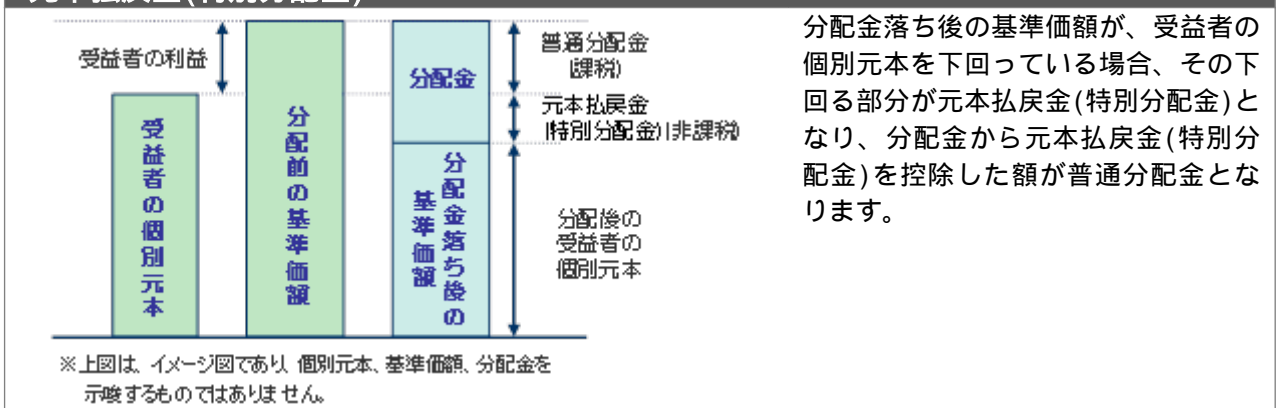 受益者の利益
受益者の個別元本
分配前の基準価額
分配金
分配金落ち後の
基準価額
普通分配金
(課税)
元本払戻金
(特別分配金)(非課税)
分配後の
受益者の
個別元本
※上図は、イメージ図であり、個別元本、基準価額、分配金を
示唆するものではありません。
分配金落ち後の基準価額が、受益者の
個別元本を下回っている場合、その下
回る部分が元本払戻金(特別分配金)と
なり、分配金から元本払戻金(特別分
配金)を控除した額が普通分配金とな
ります。